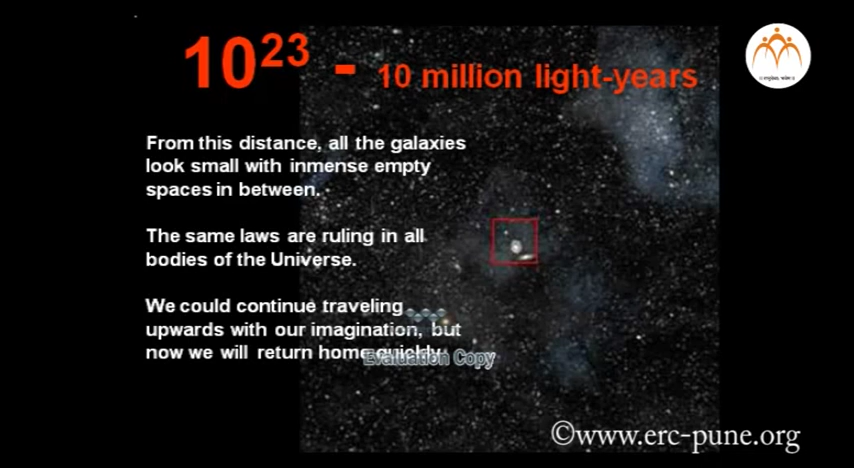 10²³ - 10 million light-years
From this distance, all the galaxies
look small with inmense empty
spaces in between.
The same laws are ruling in all
bodies of the Universe.
We could continue traveling
upwards with our imagination, but
now we will return home quickly
Evaluation Copy
©www.erc-pune.org